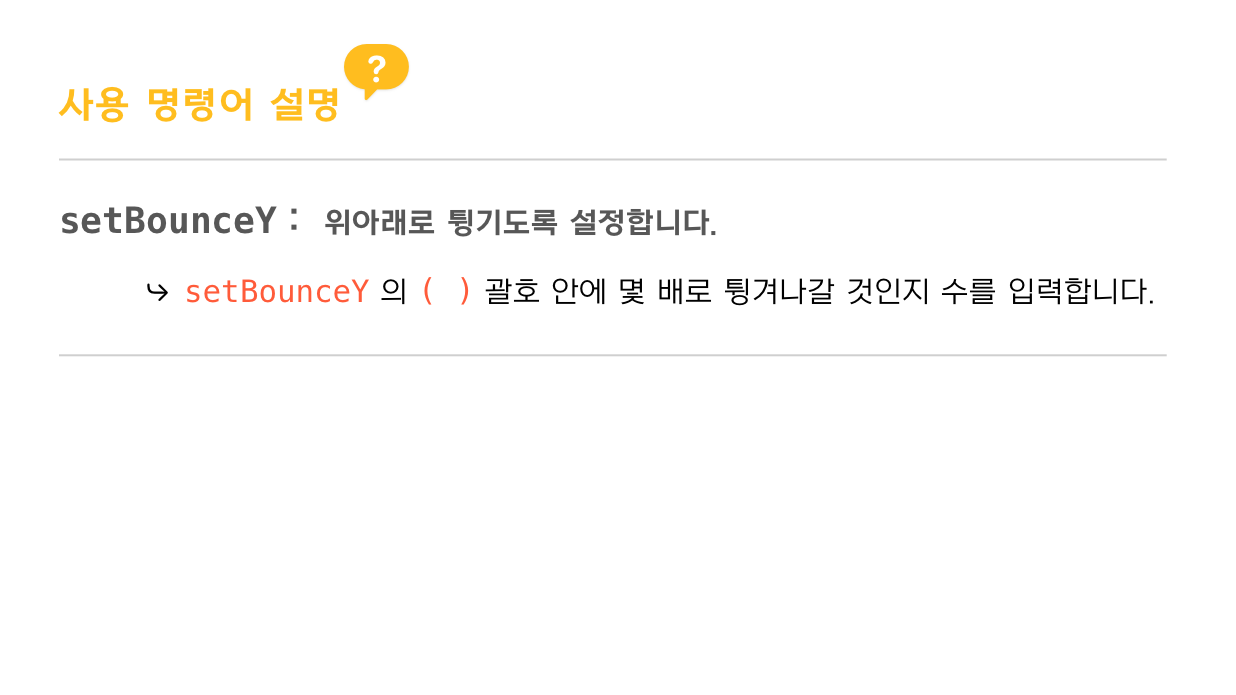 사용 명령어 설명 ?
setBounceY : 위아래로 튕기도록 설정합니다.
↪ setBounceY 의 ( ) 괄호 안에 몇 배로 튕겨나갈 것인지 수를 입력합니다.